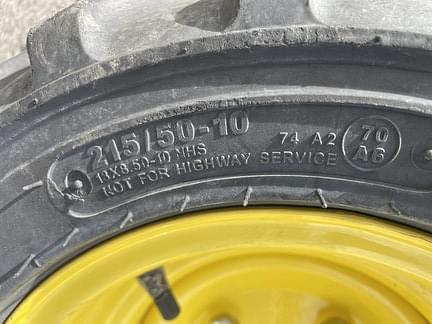 215/50-10 74 A2 70 A6
18X8.50-10 NHS
NOT FOR HIGHWAY SERVICE